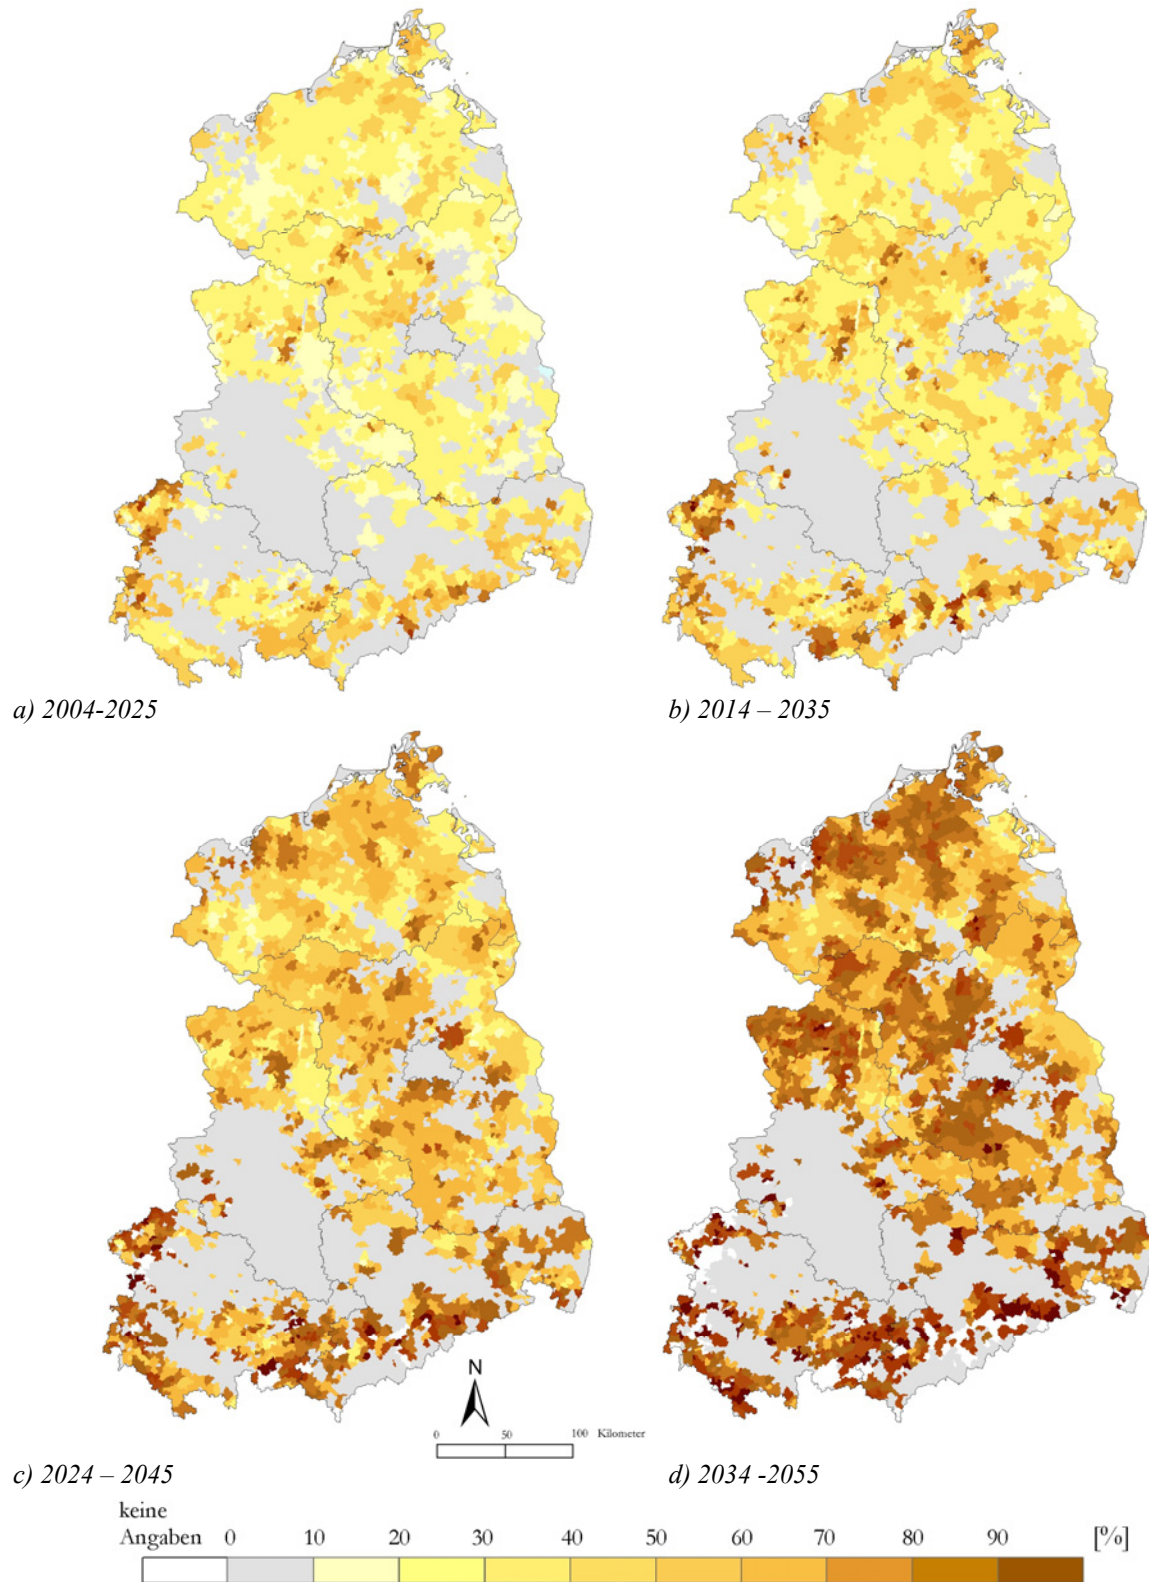 a) 2004-2025
b) 2014 – 2035
N
0 50 100 Kilometer
c) 2024 – 2045
d) 2034 -2055
keine
Angaben 0 10 20 30 40 50 60 70 80 90 [%]